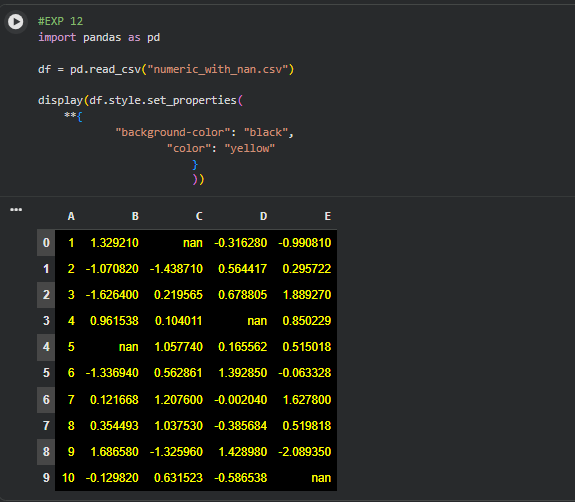 #EXP 12
import pandas as pd
df = pd.read_csv("numeric_with_nan.csv")
display(df.style.set_properties(
**{
"background-color": "black",
"color": "yellow"
}
))
A B C D E
0 1 1.329210 nan -0.316280 -0.990810
1 2 -1.070820 -1.438710 0.564417 0.295722
2 3 -1.626400 0.219565 0.678805 1.889270
3 4 0.961538 0.104011 nan 0.850229
4 5 nan 1.057740 0.165562 0.515018
5 6 -1.336940 0.562861 1.392850 -0.063328
6 7 0.121668 1.207600 -0.002040 1.627800
7 8 0.354493 1.037530 -0.385684 0.519818
8 9 1.686580 -1.325960 1.428980 -2.089350
9 10 -0.129820 0.631523 -0.586538 nan